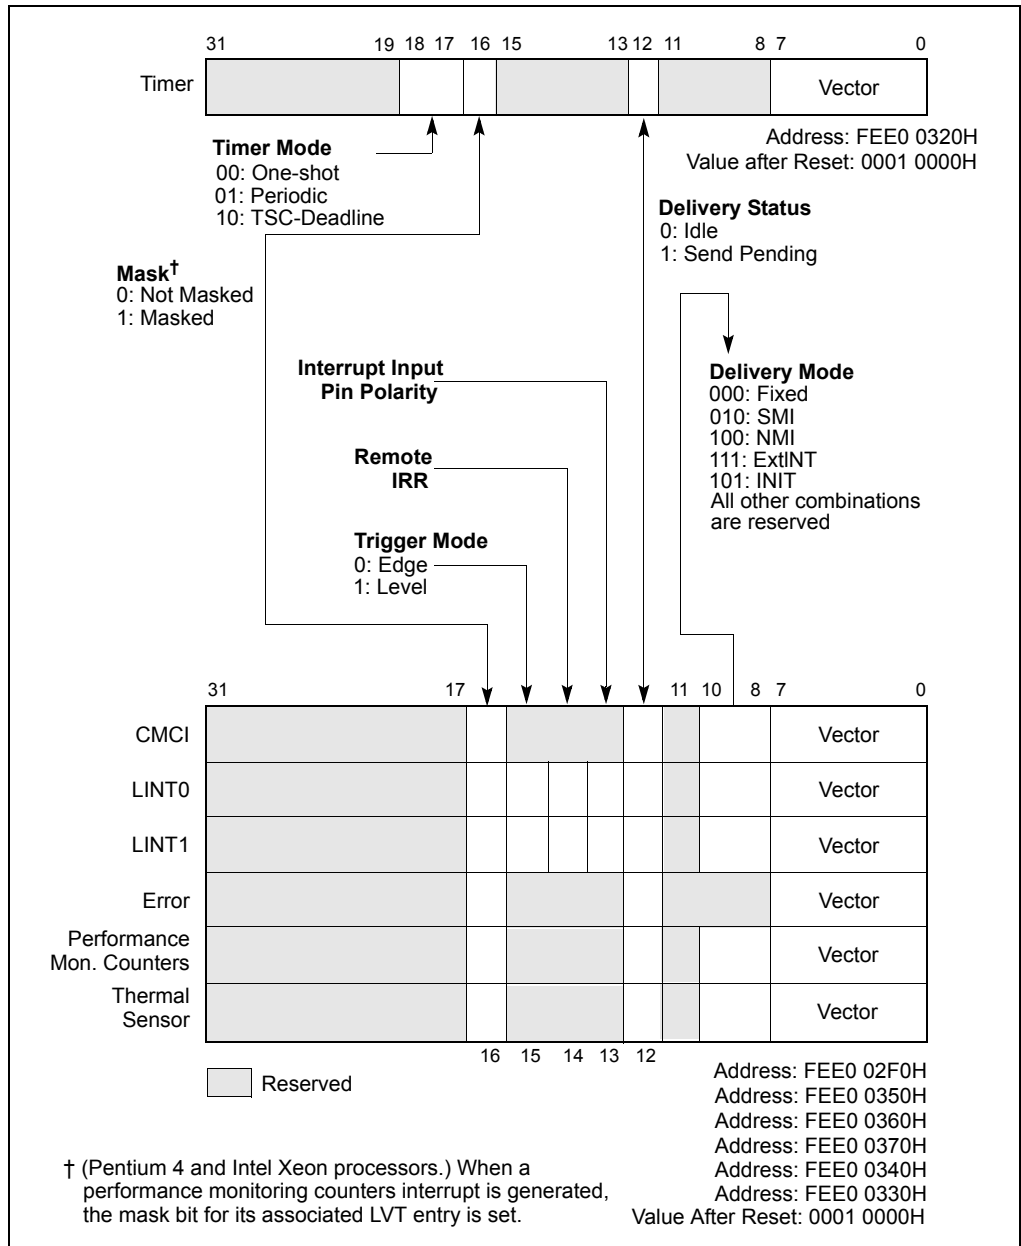 31 19 18 17 16 15 13 12 11 8 7 0
Timer Vector
Address: FEE0 0320H
Value after Reset: 0001 0000H
Timer Mode
00: One-shot
01: Periodic
10: TSC-Deadline
Delivery Status
0: Idle
1: Send Pending
Mask†
0: Not Masked
1: Masked
Interrupt Input
Pin Polarity
Delivery Mode
000: Fixed
010: SMI
100: NMI
111: ExtINT
101: INIT
All other combinations
are reserved
Remote
IRR
Trigger Mode
0: Edge
1: Level
31 17 11 10 8 7 0
CMCI Vector
LINT0 Vector
LINT1 Vector
Error Vector
Performance
Mon. Counters Vector
Thermal
Sensor Vector
16 15 14 13 12
Reserved
Address: FEE0 02F0H
Address: FEE0 0350H
Address: FEE0 0360H
Address: FEE0 0370H
Address: FEE0 0340H
Address: FEE0 0330H
Value After Reset: 0001 0000H
† (Pentium 4 and Intel Xeon processors.) When a
performance monitoring counters interrupt is generated,
the mask bit for its associated LVT entry is set.